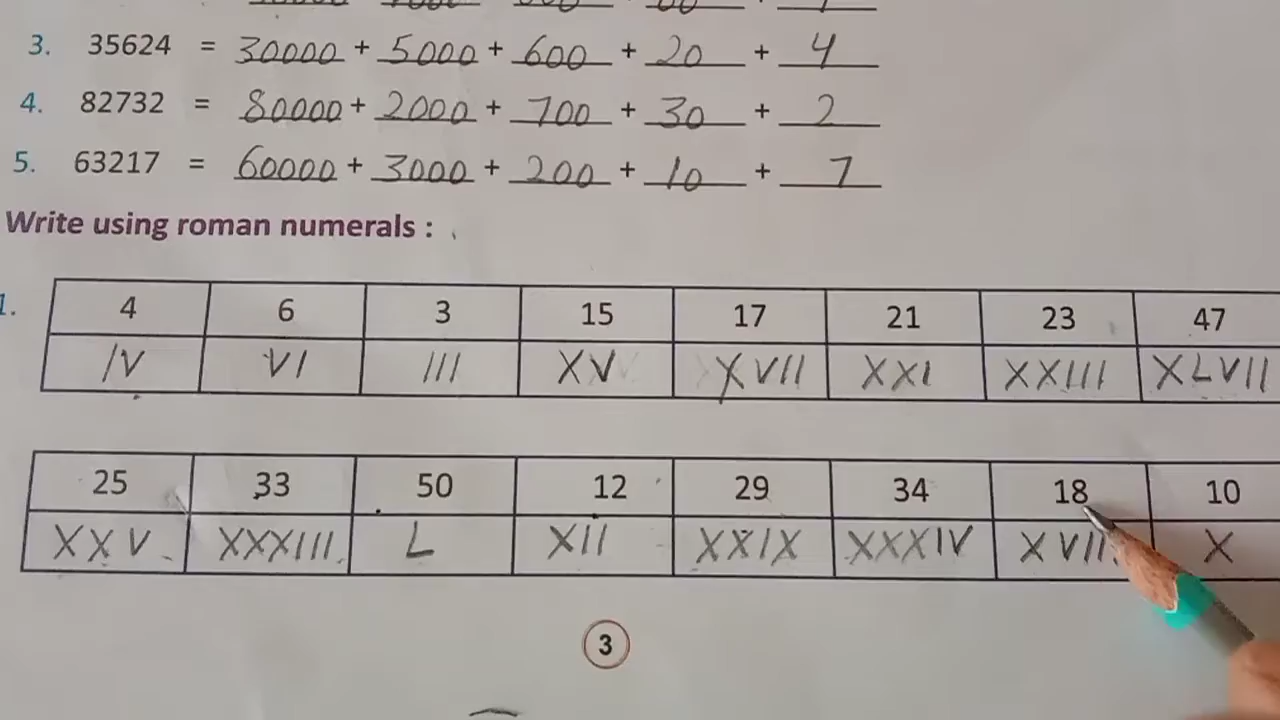 3. 35624 = 30000 + 5000 + 600 + 20 + 4
4. 82732 = 80000 + 2000 + 700 + 30 + 2
5. 63217 = 60000 + 3000 + 200 + 10 + 7
Write using roman numerals :
1. 4 6 3 15 17 21 23 47
IV VI III XV XVII XXI XXIII XLVII
25 33 50 12 29 34 18 10
XXV XXXIII L XII XXIX XXXIV X
3